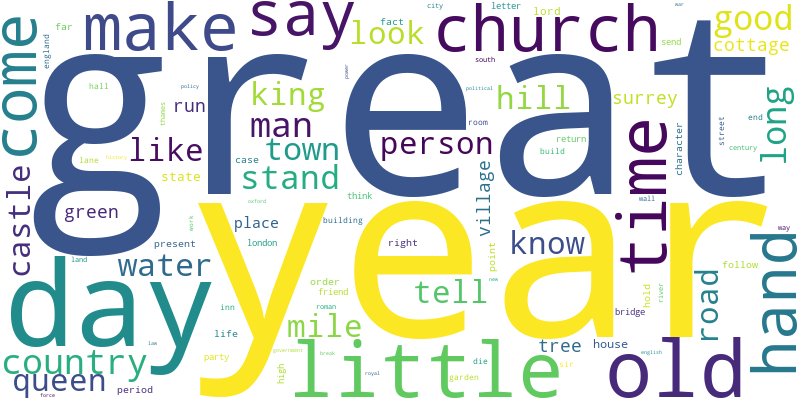 city
letter
lord
war
fact
far
england
come
make
say
look
church
send
good
cottage
south
great
power
political
hall
run
king
hill
surrey
long
thames
policy
man
room
like
town
person
return
case
build
character
street
end
century
lane
history
state
stand
think
castle
green
year
oxford
village
time
wall
work
place
building
know
way
present
london
right
land
water
point
follow
hand
day
tell
new
hold
river
road
order
friend
inn
roman
bridge
life
mile
law
country
party
government
high
break
little
tree
house
english
old
die
sir
queen
period
royal
garden
force